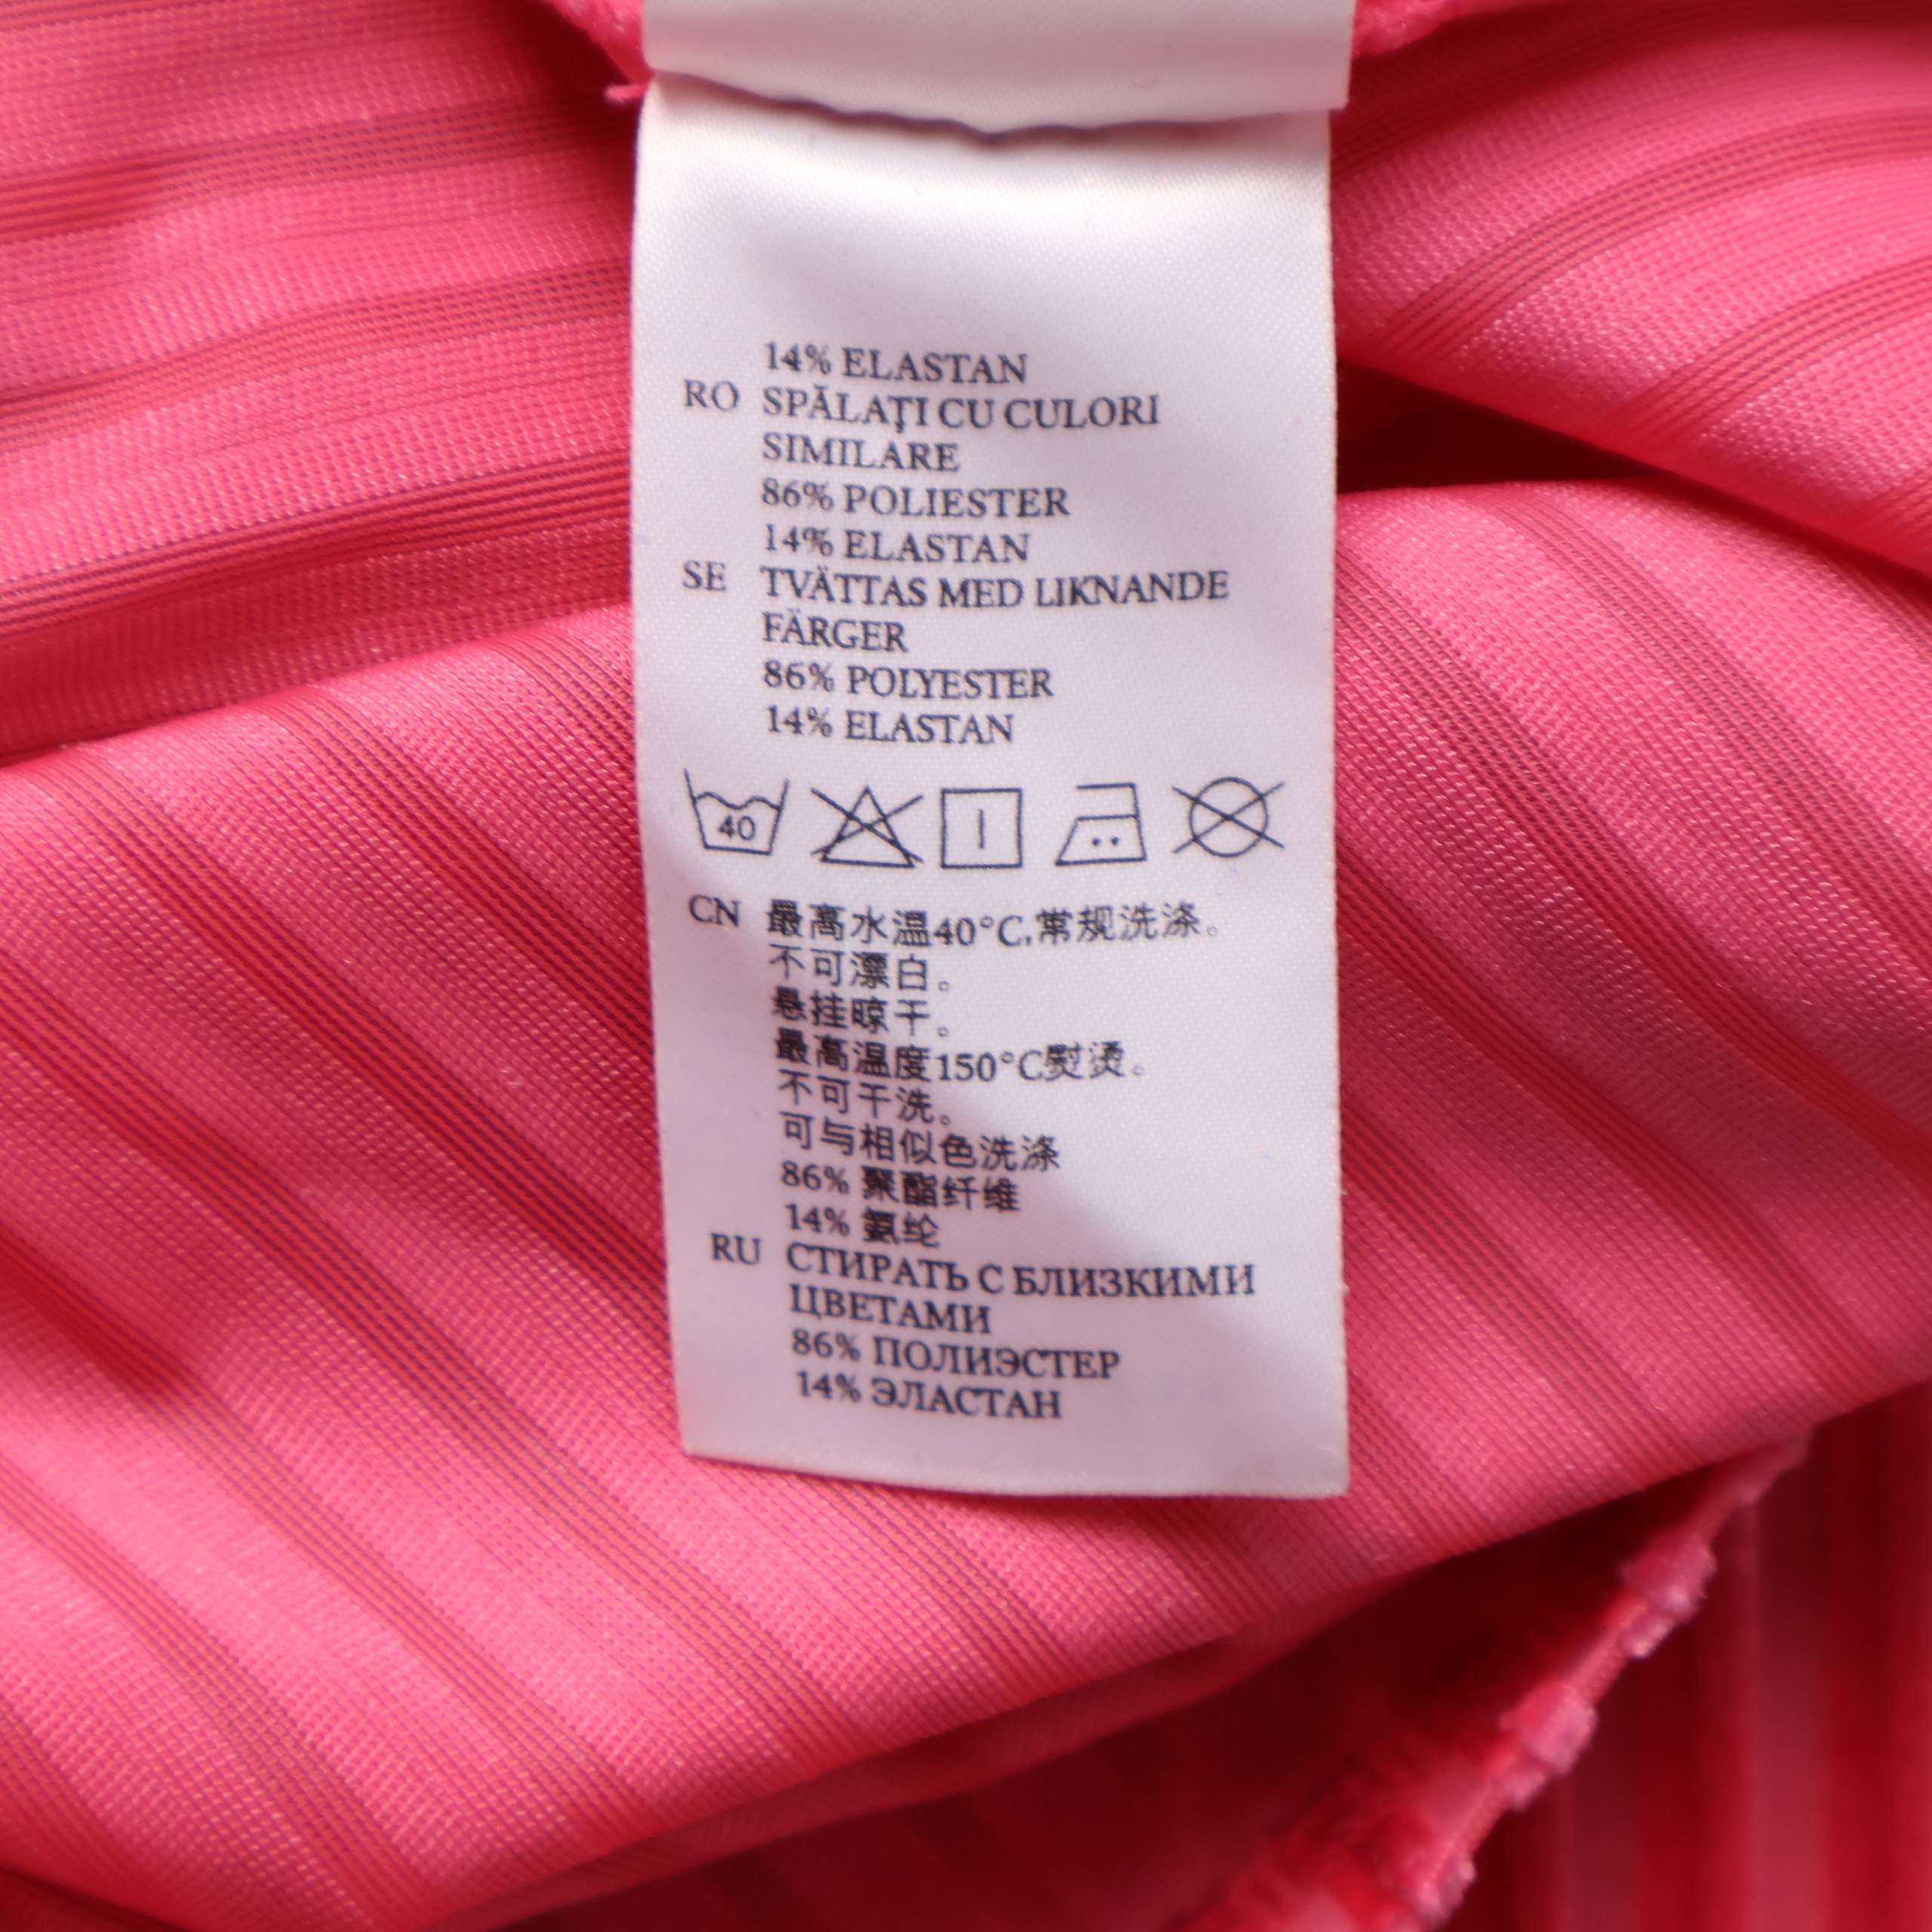 14% ELASTAN
RO SPĂLAŢI CU CULORI
SIMILARE
86% POLIESTER
14% ELASTAN
SE TVÄTTAS MED LIKNANDE
FÄRGER
86% POLYESTER
14% ELASTAN
40
CN 最高水温40°C,常规洗涤。
不可漂白。
悬挂晾干。
最高温度150°C熨烫。
不可干洗。
可与相似色洗涤
86% 聚酯纤维
14% 氨纶
RU СТИРАТЬ С БЛИЗКИМИ
ЦВЕТАМИ
86% ПОЛИЭСТЕР
14% ЭЛАСТАН